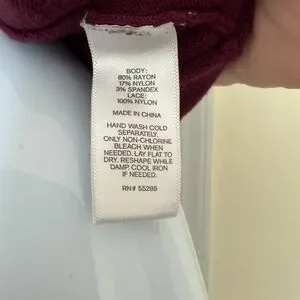 BODY:
80% RAYON
17% NYLON
3% SPANDEX
LACE:
100% NYLON
MADE IN CHINA
HAND WASH COLD
SEPARATELY.
ONLY NON-CHLORINE
BLEACH WHEN
NEEDED. LAY FLAT TO
DRY. RESHAPE WHILE
DAMP, COOL IRON
IF NEEDED.
RN# 55285